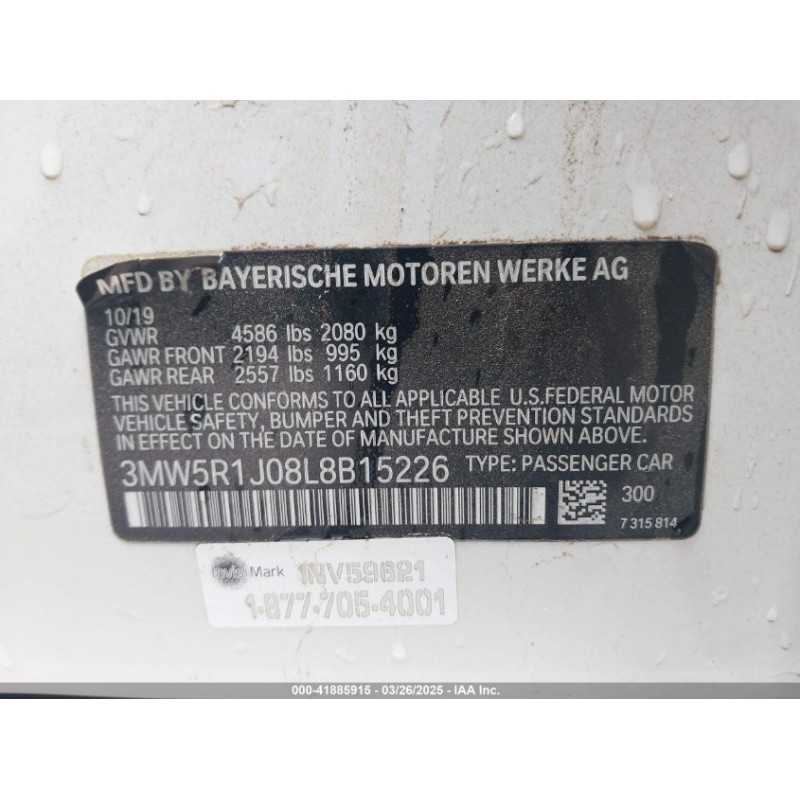 MFD BY BAYERISCHE MOTOREN WERKE AG
10/19
GVWR 4586 lbs 2080 kg
GAWR FRONT 2194 lbs 995 kg
GAWR REAR 2557 lbs 1160 kg
THIS VEHICLE CONFORMS TO ALL APPLICABLE U.S.FEDERAL MOTOR
VEHICLE SAFETY, BUMPER AND THEFT PREVENTION STANDARDS
IN EFFECT ON THE DATE OF MANUFACTURE SHOWN ABOVE.
3MW5R1J08L8B15226 TYPE: PASSENGER CAR
300
7 315 814
Mark 1NV59621
1-877-705-4001
000-41885915 - 03/26/2025 - IAA Inc.